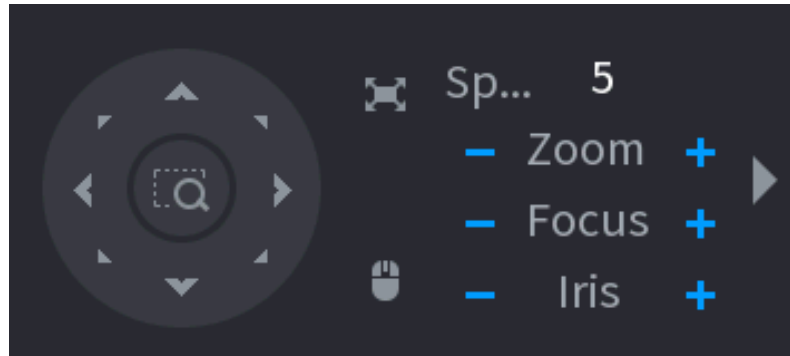 Sp... 5
− Zoom +
− Focus +
− Iris +